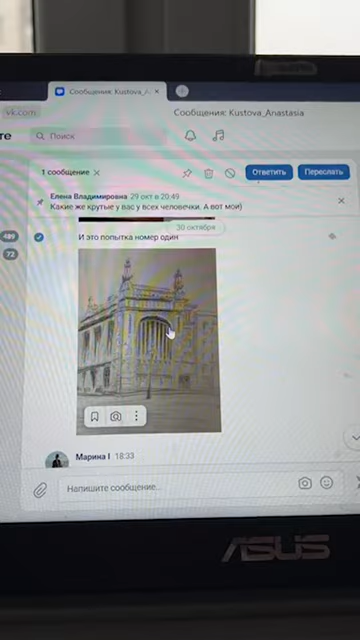 Сообщения: Kustova_A
vk.com
Сообщения: Kustova_Anastasia
Поиск
1 сообщение
Ответить
Переслать
Елена Владимировна 29 окт в 20:49
Какие же крутые у вас у всех человечки. А вот мои)
30 октября
489
И это попытка номер один
72
Марина I 18:33
Напишите сообщение...
ASUS